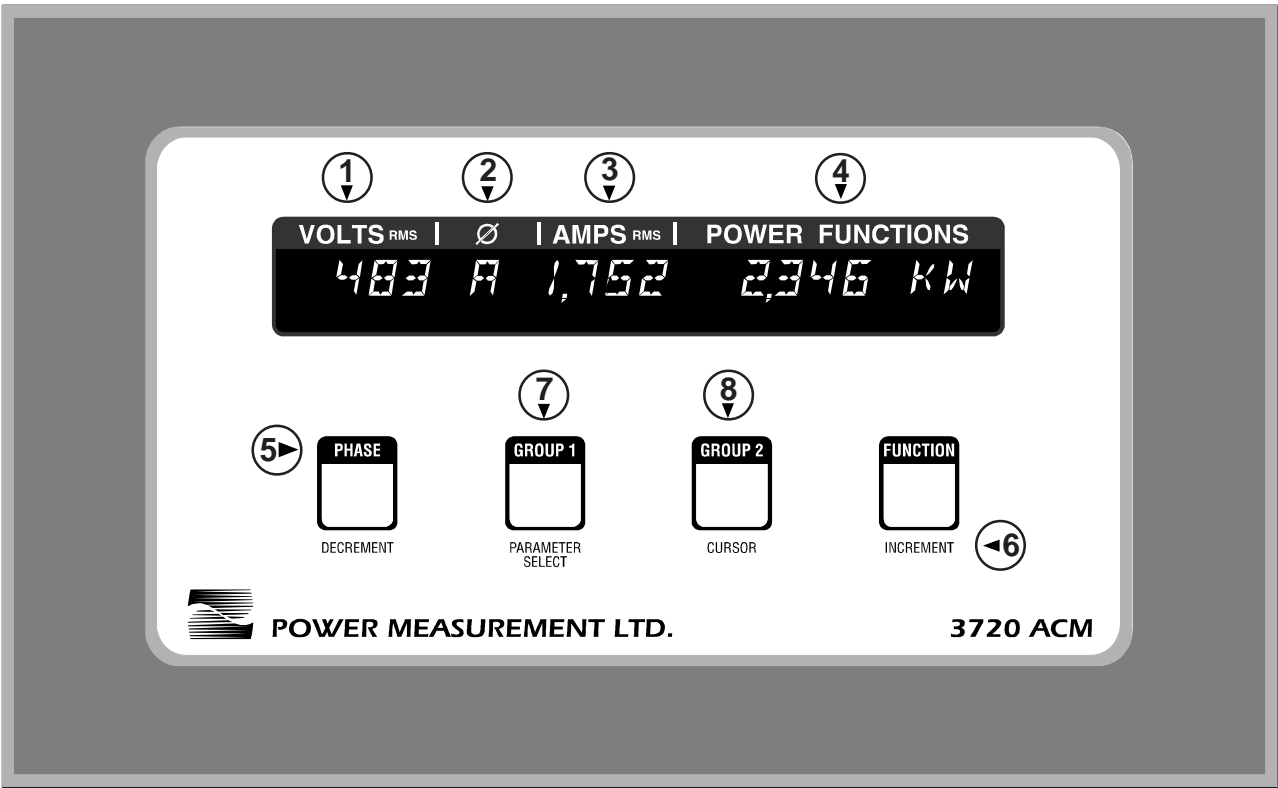 1 2 3 4
VOLTS RMS | Ø | AMPS RMS | POWER FUNCTIONS
483 A 1,752 2,346 KW
7 8
5 PHASE GROUP 1 GROUP 2 FUNCTION
DECREMENT PARAMETER SELECT CURSOR INCREMENT 6
POWER MEASUREMENT LTD. 3720 ACM